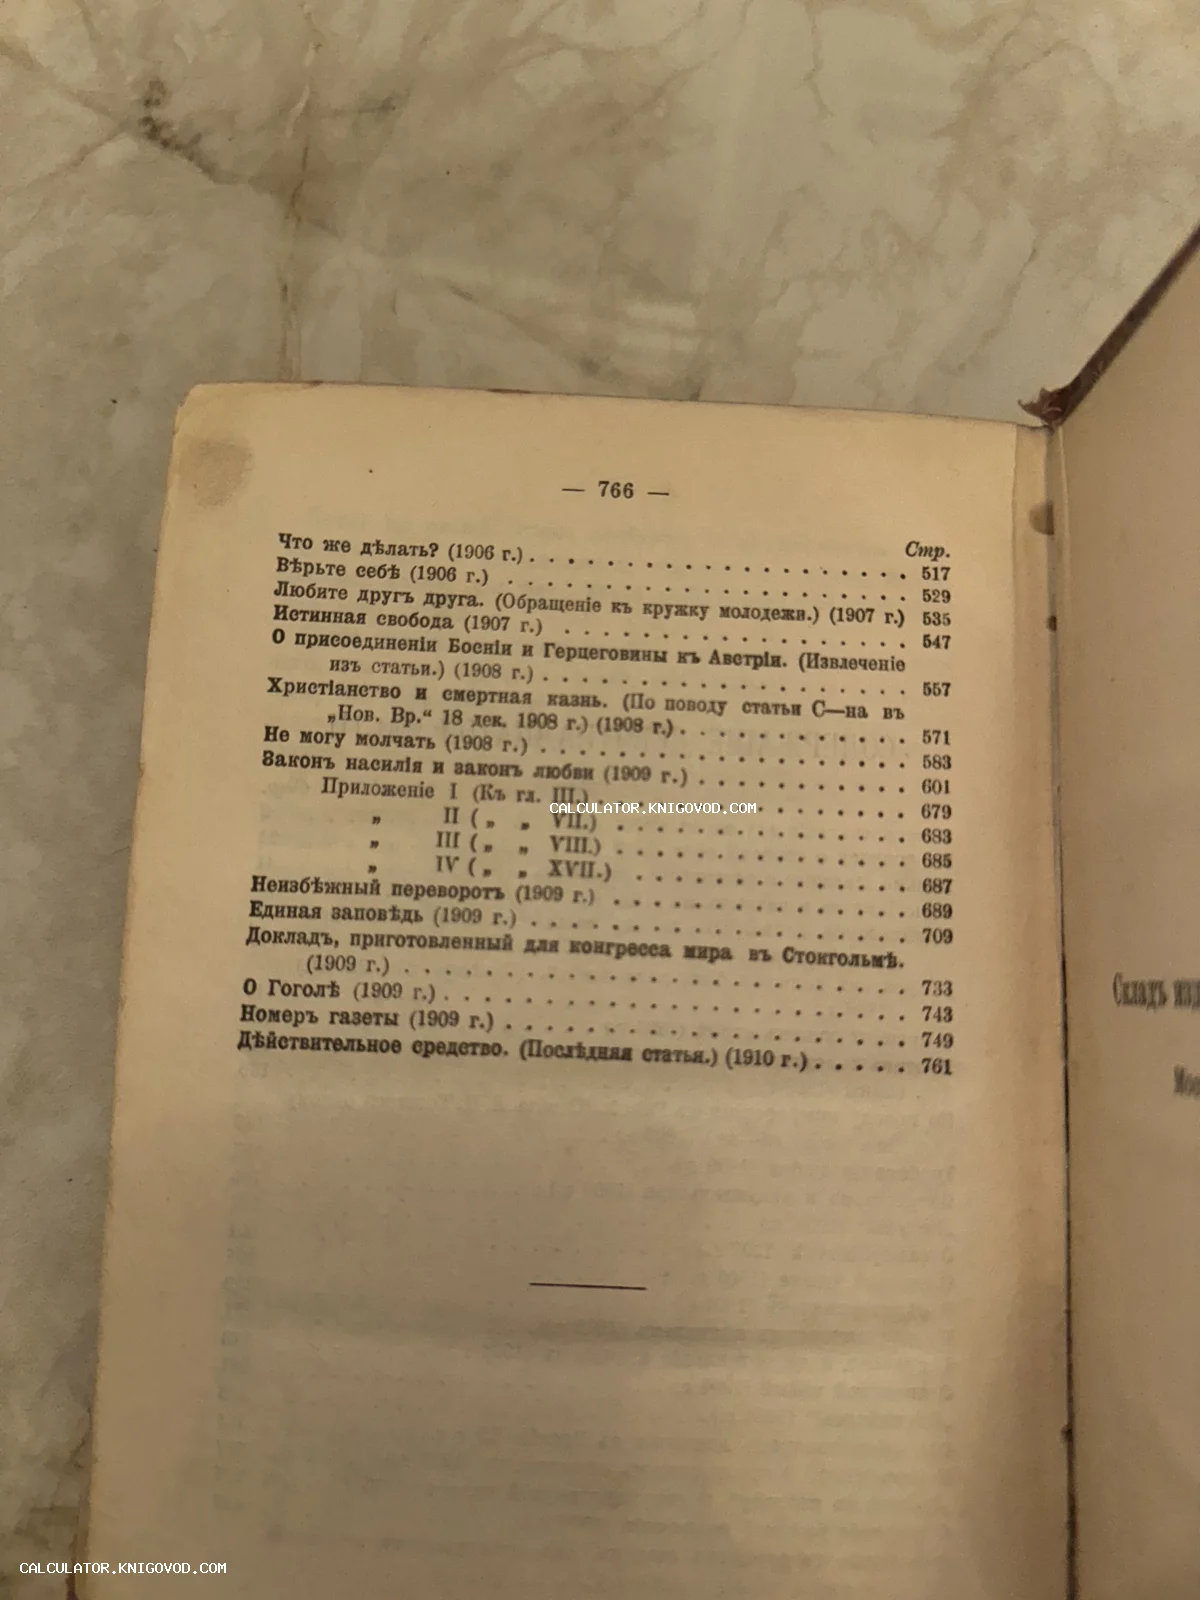 — 766 —
Стр.
Что же дѣлать? (1906 г.) . . . . . . . . . . . . . . . . . . . 517
Вѣрьте себѣ (1906 г.) . . . . . . . . . . . . . . . . . . . . 529
Любите другъ друга. (Обращеніе къ кружку молодежи.) (1907 г.) 535
Истинная свобода (1907 г.) . . . . . . . . . . . . . . . . . 547
О присоединеніи Босніи и Герцеговины къ Австріи. (Извлеченіе
изъ статьи.) (1908 г.) . . . . . . . . . . . . . . . . . . 557
Христіанство и смертная казнь. (По поводу статьи С—на въ
„Нов. Вр.“ 18 дек. 1908 г.) (1908 г.) . . . . . . . . . . . 571
Не могу молчать (1908 г.) . . . . . . . . . . . . . . . . . . 583
Законъ насилія и законъ любви (1909 г.) . . . . . . . . . . . 601
Приложеніе I (Къ гл. III.) . . . . . . . . . . . . 679
„ II ( „ „ VII.) . . . . . . . . . . . . . . . 683
„ III ( „ „ VIII.) . . . . . . . . . . . . . . . 685
„ IV ( „ „ XVII.) . . . . . . . . . . . . . . 687
Неизбѣжный переворотъ (1909 г.) . . . . . . . . . . . . . . . 689
Единая заповѣдь (1909 г.) . . . . . . . . . . . . . . . . . . . 709
Докладъ, приготовленный для конгресса мира въ Стокгольмѣ.
(1909 г.) . . . . . . . . . . . . . . . . . . . . . . . . . 733
О Гоголѣ (1909 г.) . . . . . . . . . . . . . . . . . . . . . . . 743
Номеръ газеты (1909 г.) . . . . . . . . . . . . . . . . . . . . 749
Дѣйствительное средство. (Послѣдняя статья.) (1910 г.) . . . . . 761
CALCULATOR.KNIGOVOD.COM
Складъ
CALCULATOR.KNIGOVOD.COM